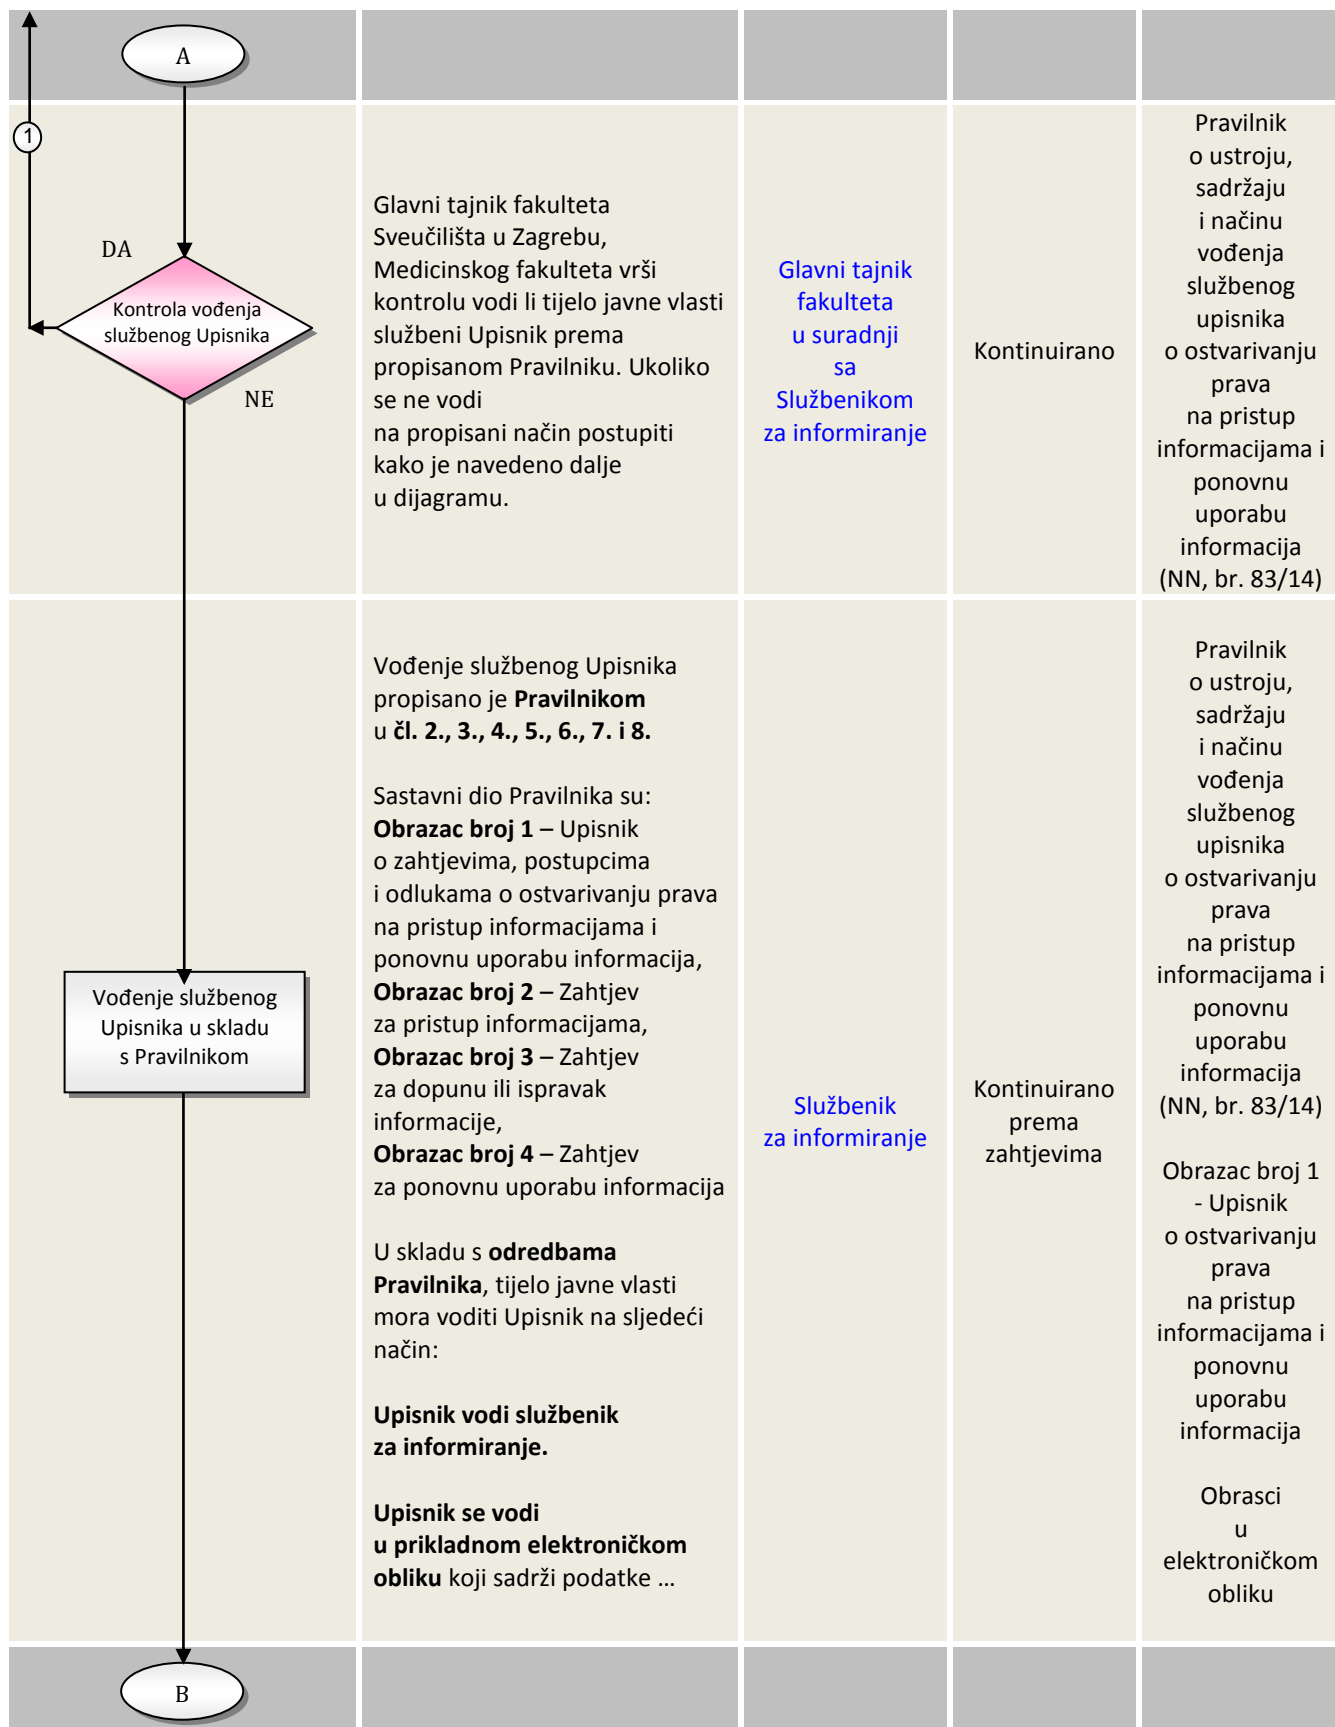 A
1
DA
Kontrola vođenja
službenog Upisnika
NE
Glavni tajnik fakulteta
Sveučilišta u Zagrebu,
Medicinskog fakulteta vrši
kontrolu vodi li tijelo javne vlasti
službeni Upisnik prema
propisanom Pravilniku. Ukoliko
se ne vodi
na propisani način postupiti
kako je navedeno dalje
u dijagramu.
Glavni tajnik
fakulteta
u suradnji
sa
Službenikom
za informiranje
Kontinuirano
Pravilnik
o ustroju,
sadržaju
i načinu
vođenja
službenog
upisnika
o ostvarivanju
prava
na pristup
informacijama i
ponovnu
uporabu
informacija
(NN, br. 83/14)
Vođenje službenog
Upisnika u skladu
s Pravilnikom
Vođenje službenog Upisnika
propisano je Pravilnikom
u čl. 2., 3., 4., 5., 6., 7. i 8.
Sastavni dio Pravilnika su:
Obrazac broj 1 – Upisnik
o zahtjevima, postupcima
i odlukama o ostvarivanju prava
na pristup informacijama i
ponovnu uporabu informacija,
Obrazac broj 2 – Zahtjev
za pristup informacijama,
Obrazac broj 3 – Zahtjev
za dopunu ili ispravak
informacije,
Obrazac broj 4 – Zahtjev
za ponovnu uporabu informacija
U skladu s odredbama
Pravilnika, tijelo javne vlasti
mora voditi Upisnik na sljedeći
način:
Upisnik vodi službenik
za informiranje.
Upisnik se vodi
u prikladnom elektroničkom
obliku koji sadrži podatke …
Službenik
za informiranje
Kontinuirano
prema
zahtjevima
Pravilnik
o ustroju,
sadržaju
i načinu
vođenja
službenog
upisnika
o ostvarivanju
prava
na pristup
informacijama i
ponovnu
uporabu
informacija
(NN, br. 83/14)
Obrazac broj 1
- Upisnik
o ostvarivanju
prava
na pristup
informacijama i
ponovnu
uporabu
informacija
Obrasci
u
elektroničkom
obliku
B